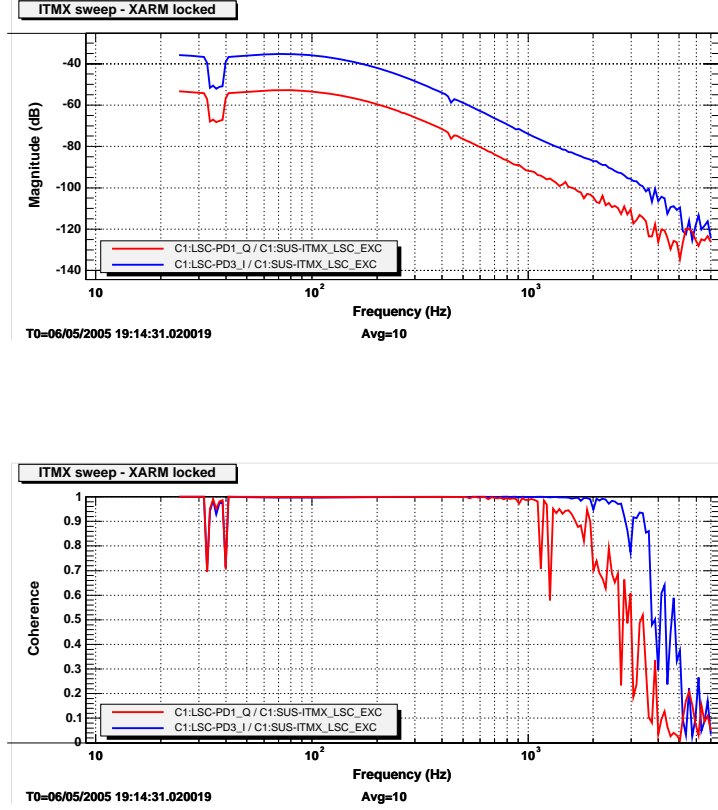 ITMX sweep - XARM locked
-40
-60
-80
-100
-120
-140
Magnitude (dB)
C1:LSC-PD1_Q / C1:SUS-ITMX_LSC_EXC
C1:LSC-PD3_I / C1:SUS-ITMX_LSC_EXC
10 10² 10³
Frequency (Hz)
T0=06/05/2005 19:14:31.020019 Avg=10
ITMX sweep - XARM locked
1
0.9
0.8
0.7
0.6
0.5
0.4
0.3
0.2
0.1
0
Coherence
C1:LSC-PD1_Q / C1:SUS-ITMX_LSC_EXC
C1:LSC-PD3_I / C1:SUS-ITMX_LSC_EXC
10 10² 10³
Frequency (Hz)
T0=06/05/2005 19:14:31.020019 Avg=10